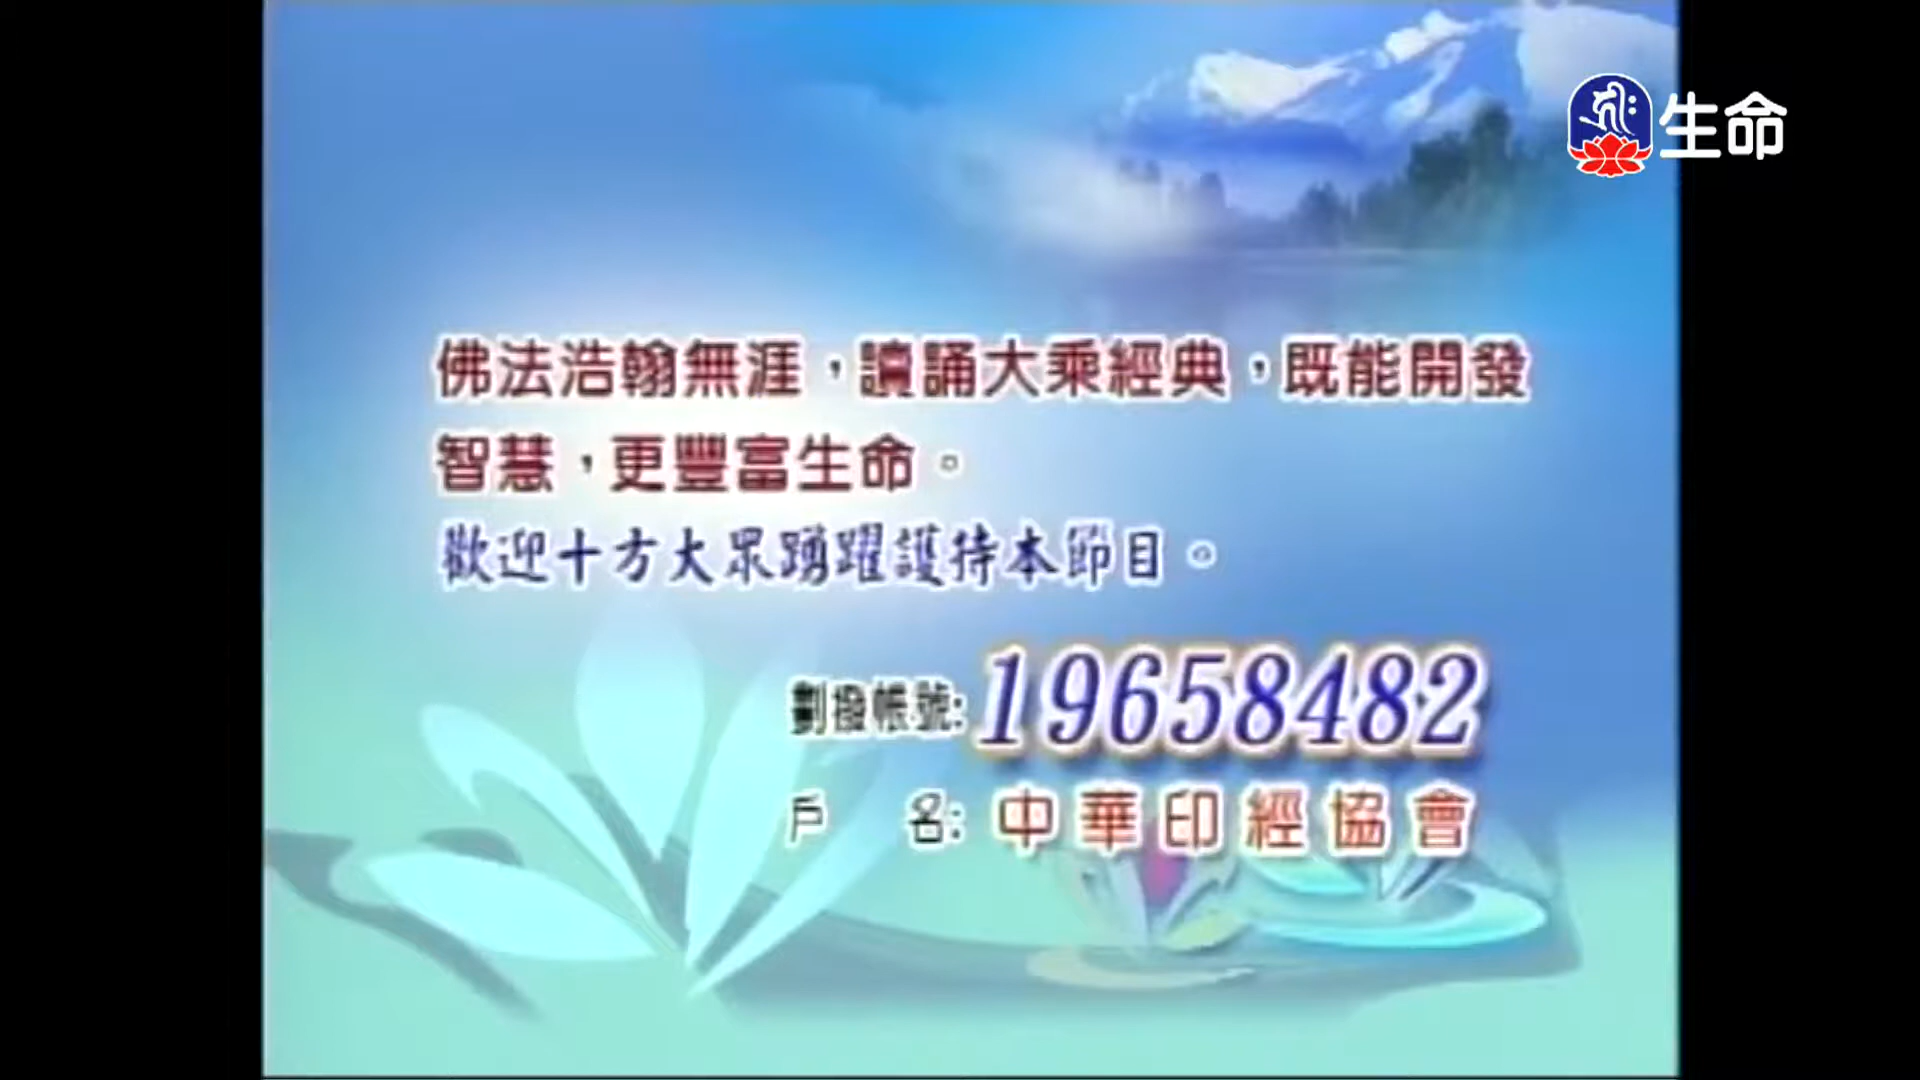 生命
佛法浩翰無涯，讀誦大乘經典，既能開發
智慧，更豐富生命。
歡迎十方大眾踴躍護持本節目。
劃撥帳號:19658482
戶 名:中華印經協會